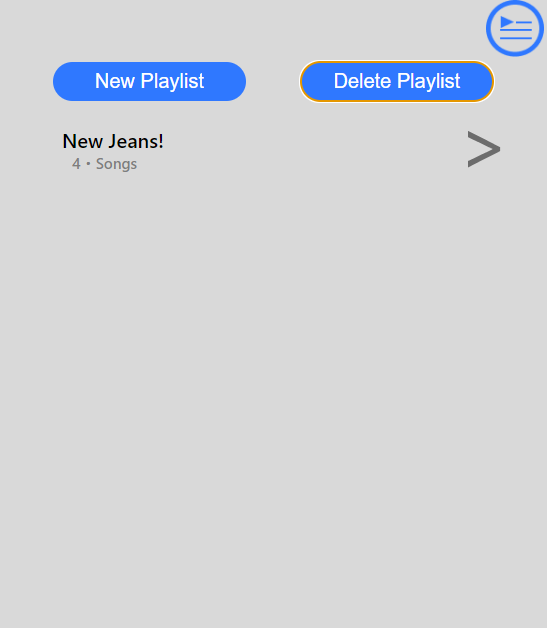 New Playlist
Delete Playlist
New Jeans!
4 • Songs
>